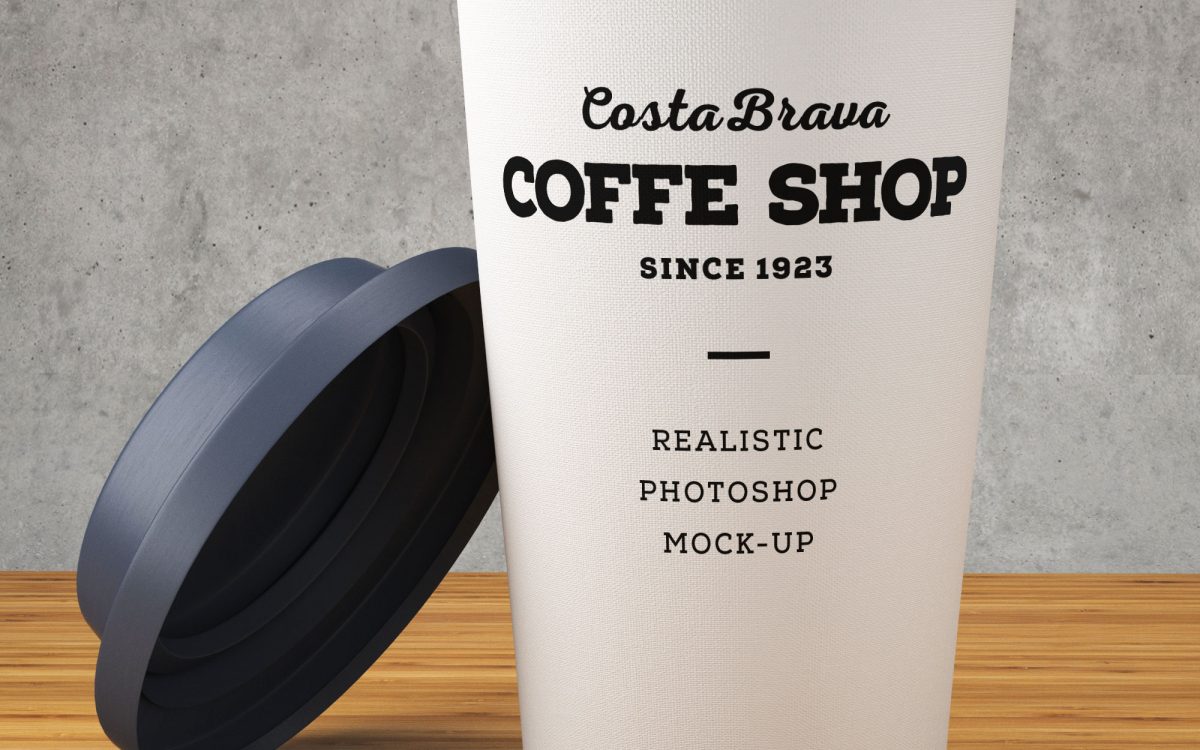 Costa Brava
COFFE SHOP
SINCE 1923
REALISTIC
PHOTOSHOP
MOCK-UP